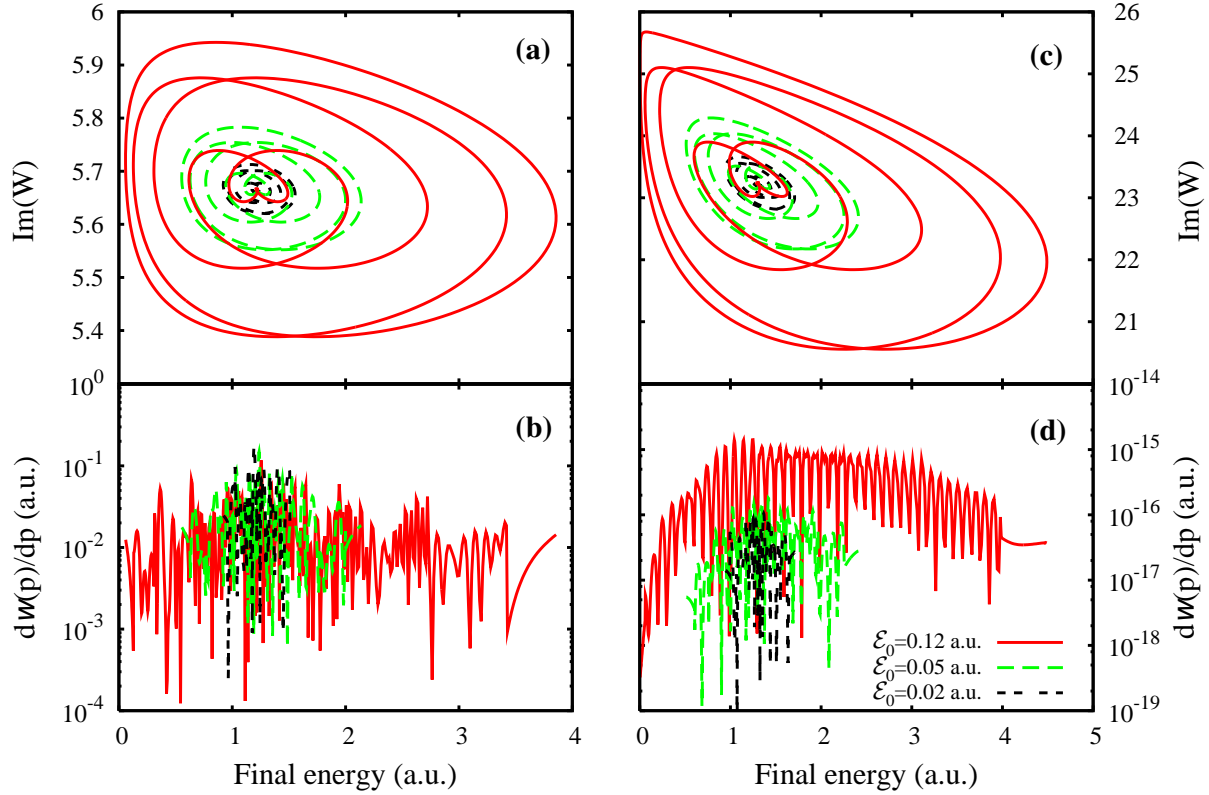 6
5.9
5.8
5.7
5.6
5.5
5.4
Im(W)
(a)
26
25
24
23
22
21
Im(W)
(c)
10^0
10^-1
10^-2
10^-3
10^-4
dw(p)/dp (a.u.)
(b)
0 1 2 3 4
Final energy (a.u.)
10^-14
10^-15
10^-16
10^-17
10^-18
10^-19
dw(p)/dp (a.u.)
(d)
ℰ₀=0.12 a.u.
ℰ₀=0.05 a.u.
ℰ₀=0.02 a.u.
0 1 2 3 4 5
Final energy (a.u.)